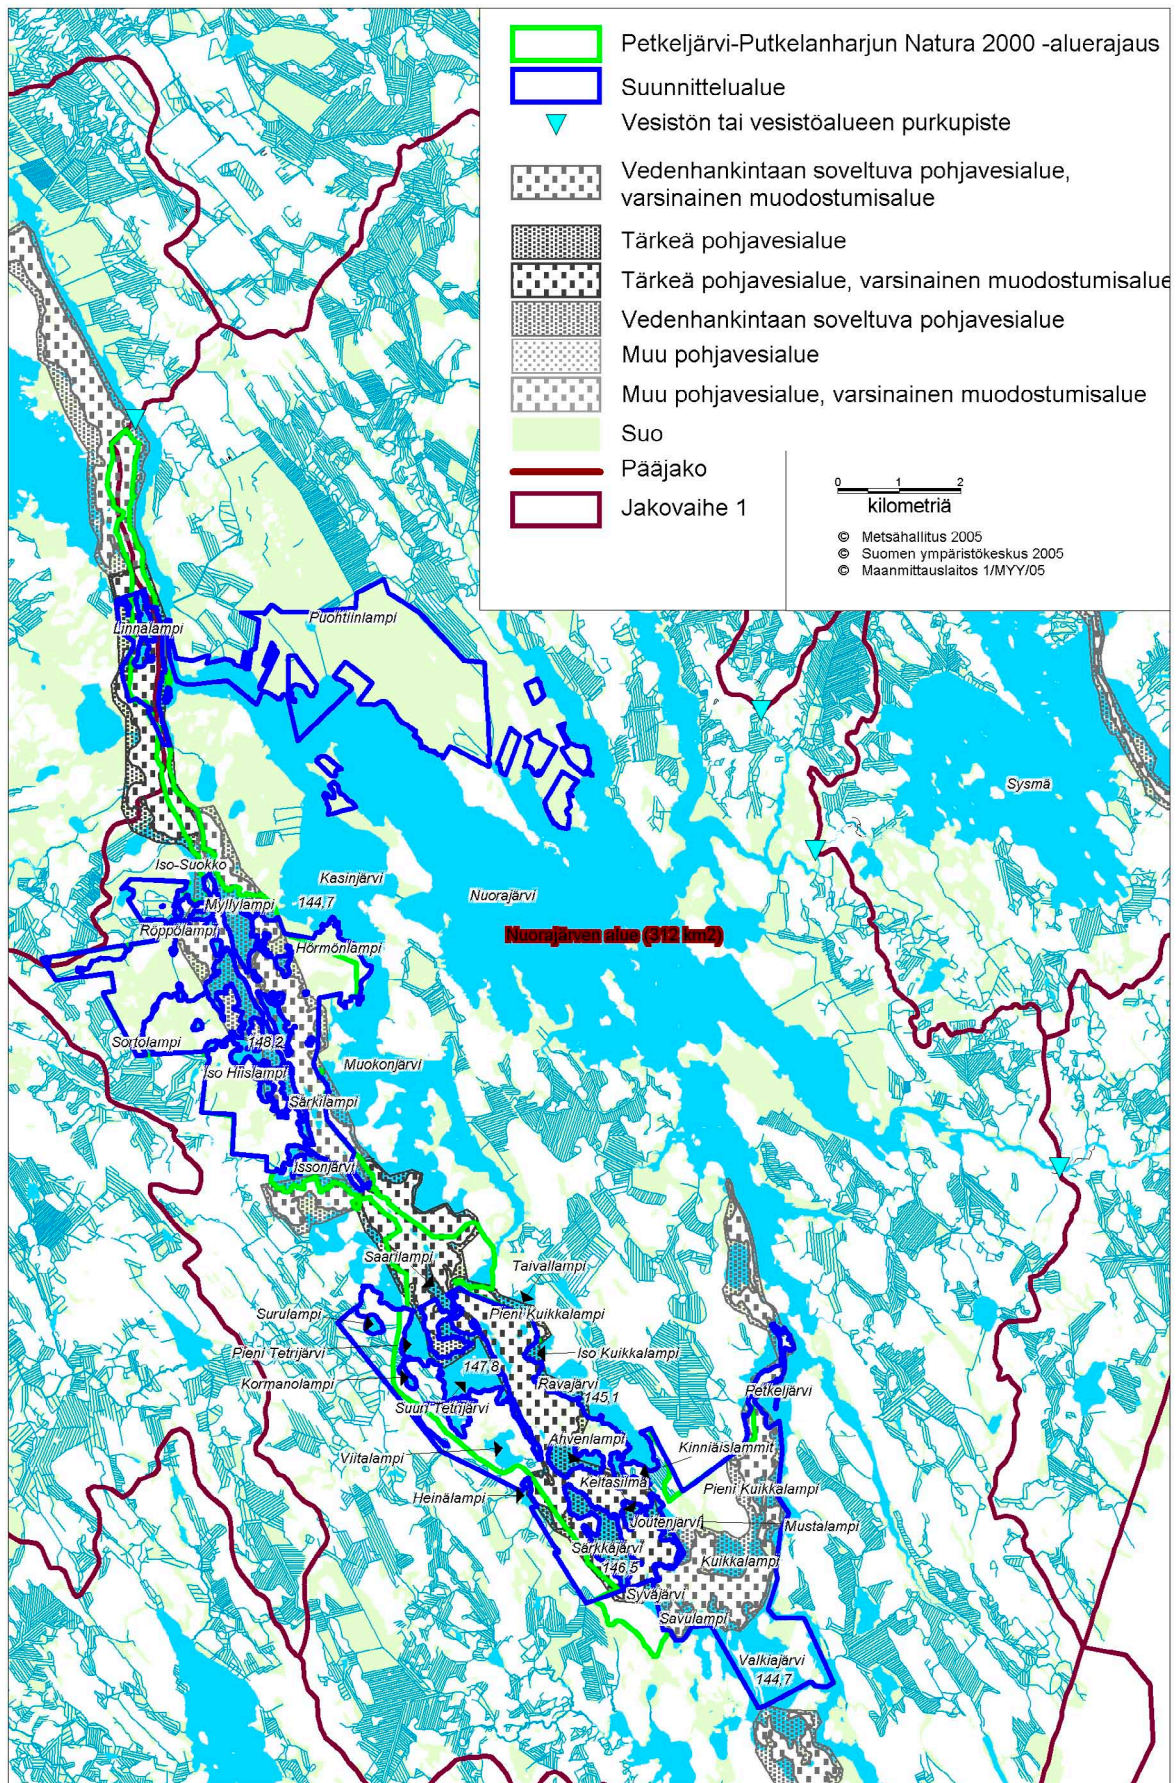 Petkeljärvi-Putkelanharjun Natura 2000 -aluerajaus
Suunnittelualue
Vesistön tai vesistöalueen purkupiste
Vedenhankintaan soveltuva pohjavesialue,
varsinainen muodostumisalue
Tärkeä pohjavesialue
Tärkeä pohjavesialue, varsinainen muodostumisalue
Vedenhankintaan soveltuva pohjavesialue
Muu pohjavesialue
Muu pohjavesialue, varsinainen muodostumisalue
Suo
Pääjako
Jakovaihe 1
0 1 2
kilometriä
© Metsähallitus 2005
© Suomen ympäristökeskus 2005
© Maanmittauslaitos 1/MYY/05
Puohtiinlampi
Linnalampi
Sysmä
Iso-Suokko
Kasinjärvi
Nuorajärvi
Myllylampi
144,7
Röppölampi
Nuorajärven alue (312 km2)
Hörmönlampi
Sortolampi
148,2
Muokonjärvi
Iso Hiislampi
Särkilampi
Issonjärvi
Saarilampi
Taivallampi
Surulampi
Pieni Kuikkalampi
Pieni Tetrijärvi
Iso Kuikkalampi
147,8
Kormanolampi
Ravajärvi
145,1
Petkeljärvi
Suuri Tetrijärvi
Ahvenlampi
Kinniäislammit
Viitalampi
Keltasilmä
Pieni Kuikkalampi
Heinälampi
Joutenjärvi
Mustalampi
Särkkäjärvi
Kuikkalampi
146,5
Syväjärvi
Savulampi
Valkiajärvi
144,7